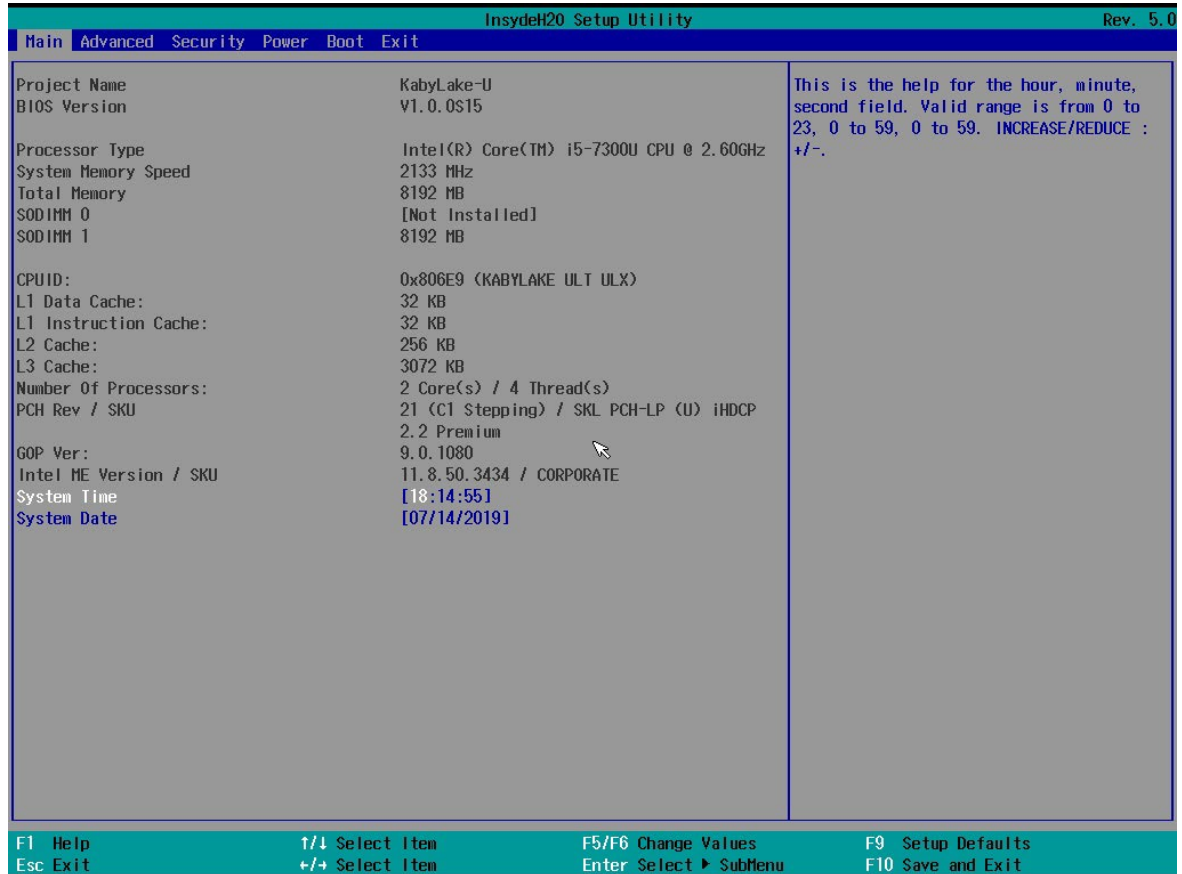 InsydeH20 Setup Utility Rev. 5.0
Main Advanced Security Power Boot Exit
Project Name KabyLake-U
BIOS Version V1.0.0S15
Processor Type Intel(R) Core(TM) i5-7300U CPU @ 2.60GHz
System Memory Speed 2133 MHz
Total Memory 8192 MB
SODIMM 0 [Not Installed]
SODIMM 1 8192 MB
CPUID: 0x806E9 (KABYLAKE ULT ULX)
L1 Data Cache: 32 KB
L1 Instruction Cache: 32 KB
L2 Cache: 256 KB
L3 Cache: 3072 KB
Number Of Processors: 2 Core(s) / 4 Thread(s)
PCH Rev / SKU 21 (C1 Stepping) / SKL PCH-LP (U) iHDCP
2.2 Premium
GOP Ver: 9.0.1080
Intel ME Version / SKU 11.8.50.3434 / CORPORATE
System Time [18:14:55]
System Date [07/14/2019]
This is the help for the hour, minute,
second field. Valid range is from 0 to
23, 0 to 59, 0 to 59. INCREASE/REDUCE :
+/-.
F1 Help ↑/↓ Select Item F5/F6 Change Values F9 Setup Defaults
Esc Exit ←/→ Select Item Enter Select ▶ SubMenu F10 Save and Exit